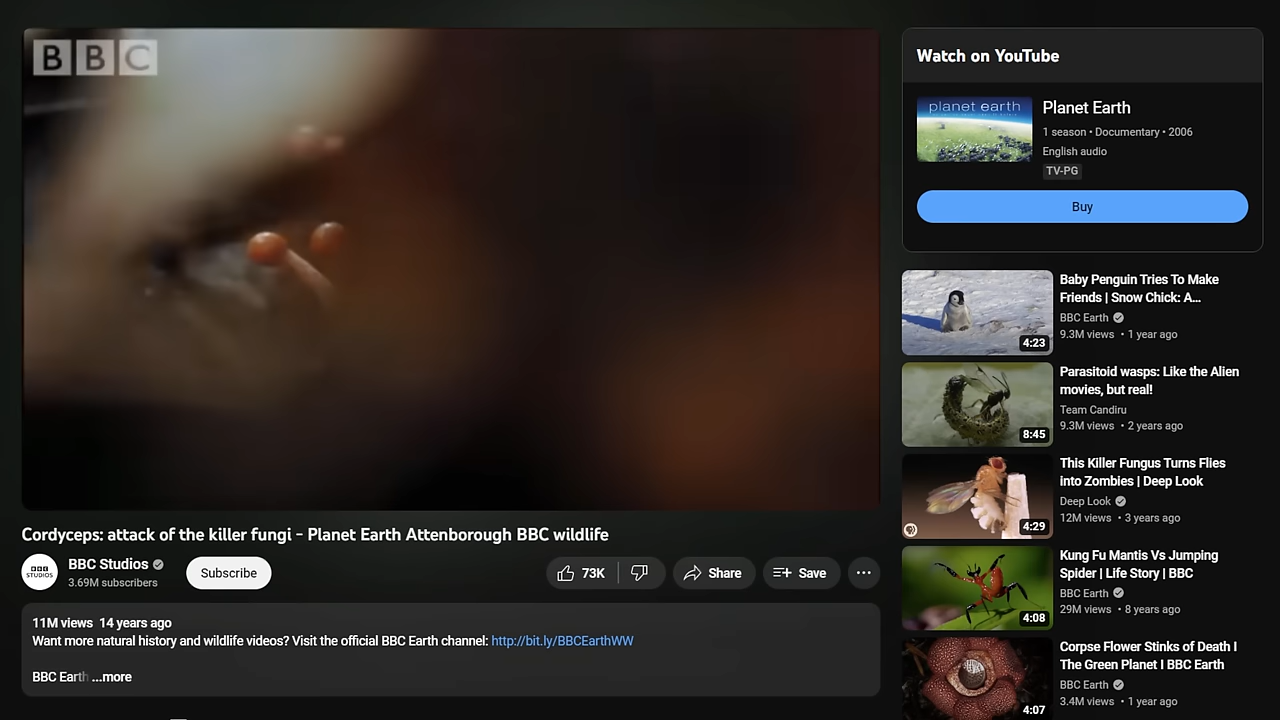 BBC
Cordyceps: attack of the killer fungi - Planet Earth Attenborough BBC wildlife
BBC
STUDIOS
BBC Studios
3.69M subscribers
Subscribe
73K
Share
Save
11M views 14 years ago
Want more natural history and wildlife videos? Visit the official BBC Earth channel: http://bit.ly/BBCEarthWW
BBC Earth ...more
Watch on YouTube
planet earth
Planet Earth
1 season • Documentary • 2006
English audio
TV-PG
Buy
4:23
Baby Penguin Tries To Make
Friends | Snow Chick: A...
BBC Earth
9.3M views • 1 year ago
8:45
Parasitoid wasps: Like the Alien
movies, but real!
Team Candiru
9.3M views • 2 years ago
4:29
This Killer Fungus Turns Flies
into Zombies | Deep Look
Deep Look
12M views • 3 years ago
4:08
Kung Fu Mantis Vs Jumping
Spider | Life Story | BBC
BBC Earth
29M views • 8 years ago
4:07
Corpse Flower Stinks of Death I
The Green Planet I BBC Earth
BBC Earth
3.4M views • 1 year ago